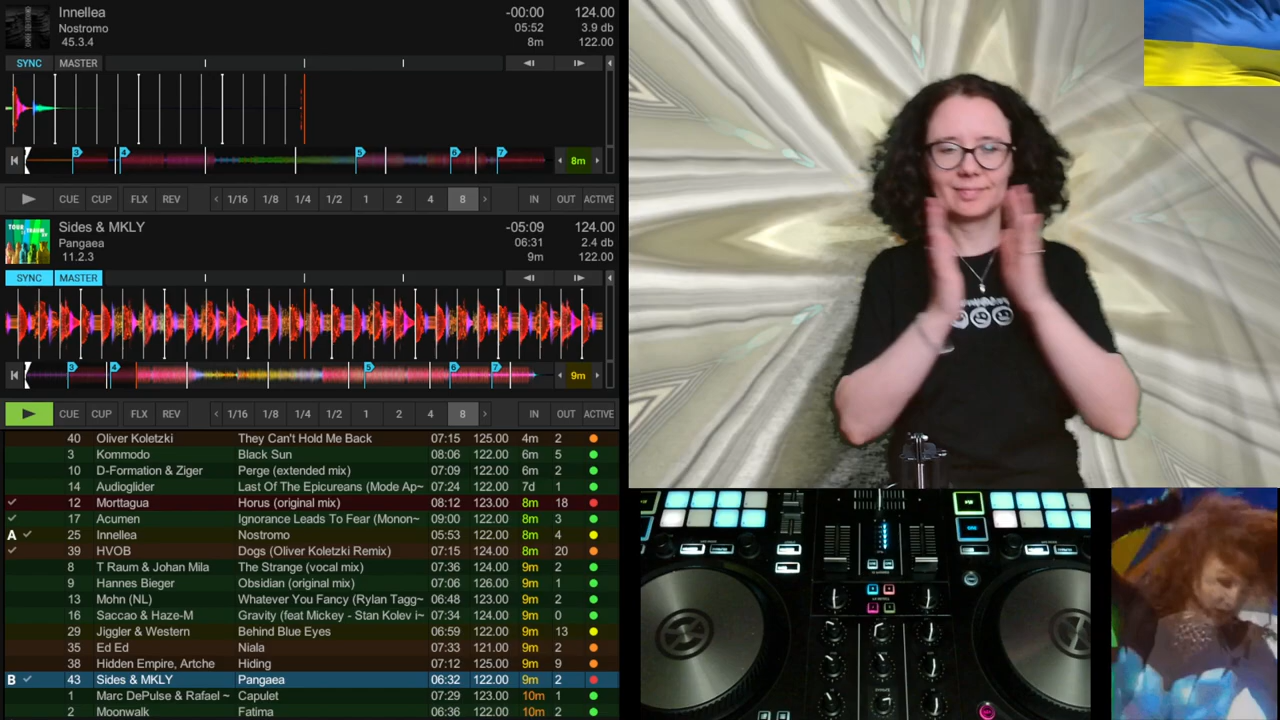 Innellea
-00:00
124.00
Nostromo
05:52
3.9 db
45.3.4
8m
122.00
SYNC
MASTER
3
4
5
6
7
8m
CUE CUP FLX REV 1/16 1/8 1/4 1/2 1 2 4 8 IN OUT ACTIVE
Sides & MKLY
-05:09
124.00
Pangaea
06:31
2.4 db
11.2.3
9m
122.00
SYNC
MASTER
3
4
5
6
7
9m
CUE CUP FLX REV 1/16 1/8 1/4 1/2 1 2 4 8 IN OUT ACTIVE
40 Oliver Koletzki They Can't Hold Me Back 07:15 125.00 4m 2
3 Kommodo Black Sun 08:06 122.00 6m 5
10 D-Formation & Ziger Perge (extended mix) 07:09 122.00 6m 2
14 Audioglider Last Of The Epicureans (Mode Ap~ 07:24 122.00 7d 1
12 Morttagua Horus (original mix) 08:12 123.00 8m 18
17 Acumen Ignorance Leads To Fear (Monon~ 09:00 122.00 8m 3
A 25 Innellea Nostromo 05:53 122.00 8m 4
39 HVOB Dogs (Oliver Koletzki Remix) 07:15 124.00 8m 20
8 T Raum & Johan Mila The Strange (vocal mix) 07:36 124.00 9m 2
9 Hannes Bieger Obsidian (original mix) 07:06 126.00 9m 1
13 Mohn (NL) Whatever You Fancy (Rylan Tagg~ 06:48 123.00 9m 2
16 Saccao & Haze-M Gravity (feat Mickey - Stan Kolev i~ 07:34 124.00 9m 0
29 Jiggler & Western Behind Blue Eyes 06:59 122.00 9m 13
35 Ed Ed Niala 07:33 121.00 9m 2
38 Hidden Empire, Artche Hiding 07:12 125.00 9m 9
B 43 Sides & MKLY Pangaea 06:32 122.00 9m 2
1 Marc DePulse & Rafael ~ Capulet 07:29 123.00 10m 1
2 Moonwalk Fatima 06:36 122.00 10m 2